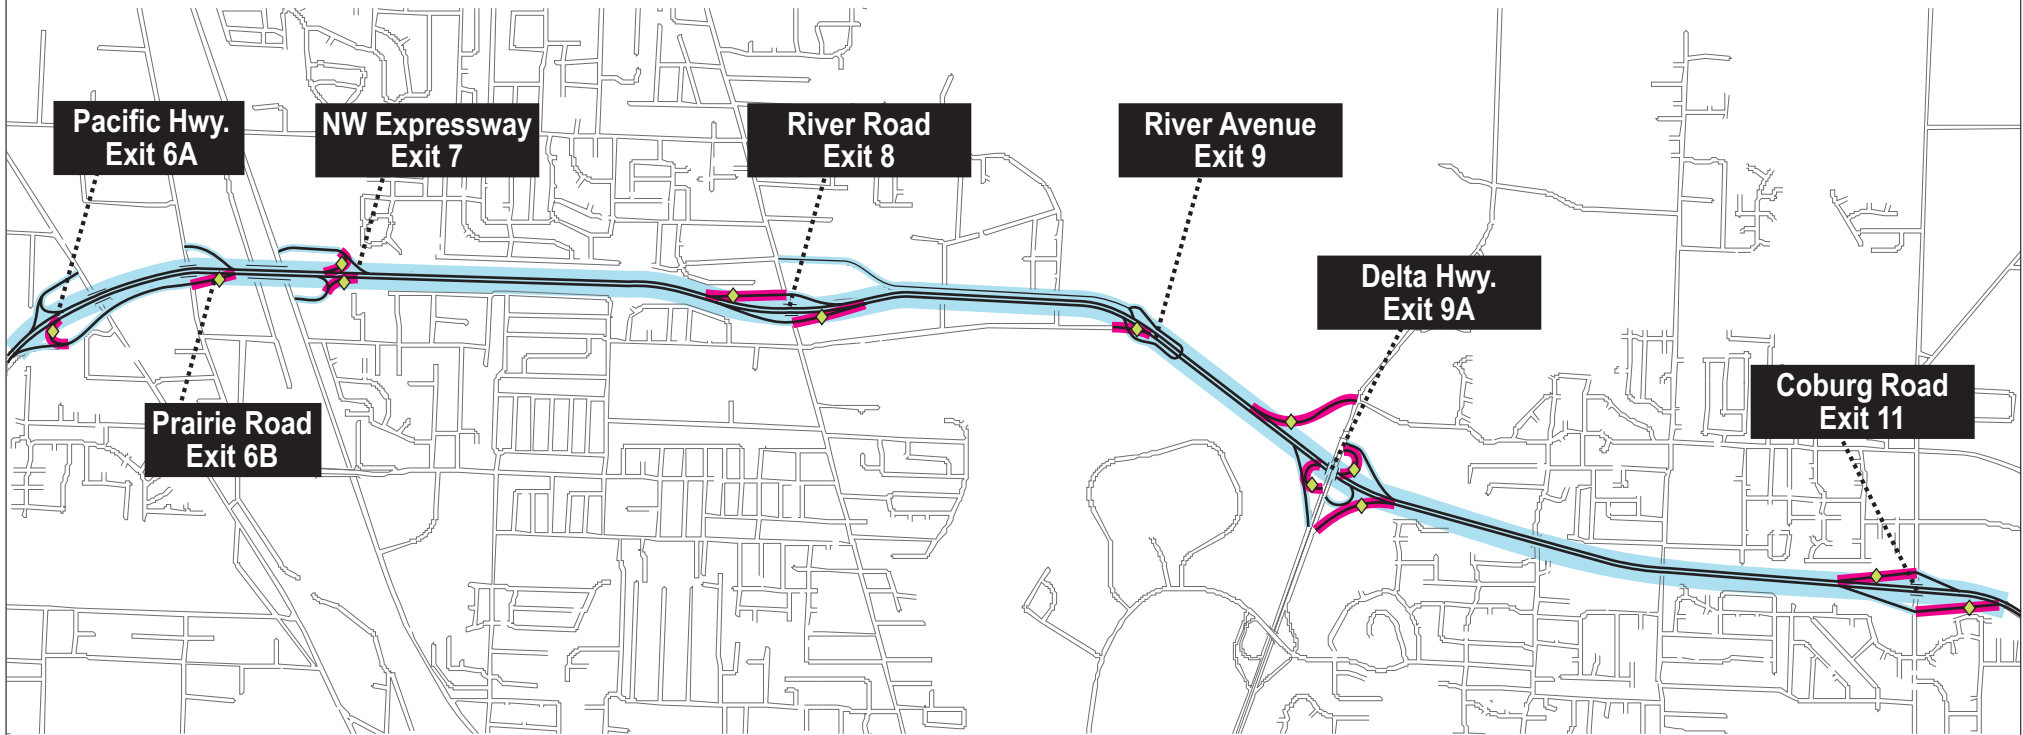 Pacific Hwy.
Exit 6A
NW Expressway
Exit 7
River Road
Exit 8
River Avenue
Exit 9
Delta Hwy.
Exit 9A
Coburg Road
Exit 11
Prairie Road
Exit 6B